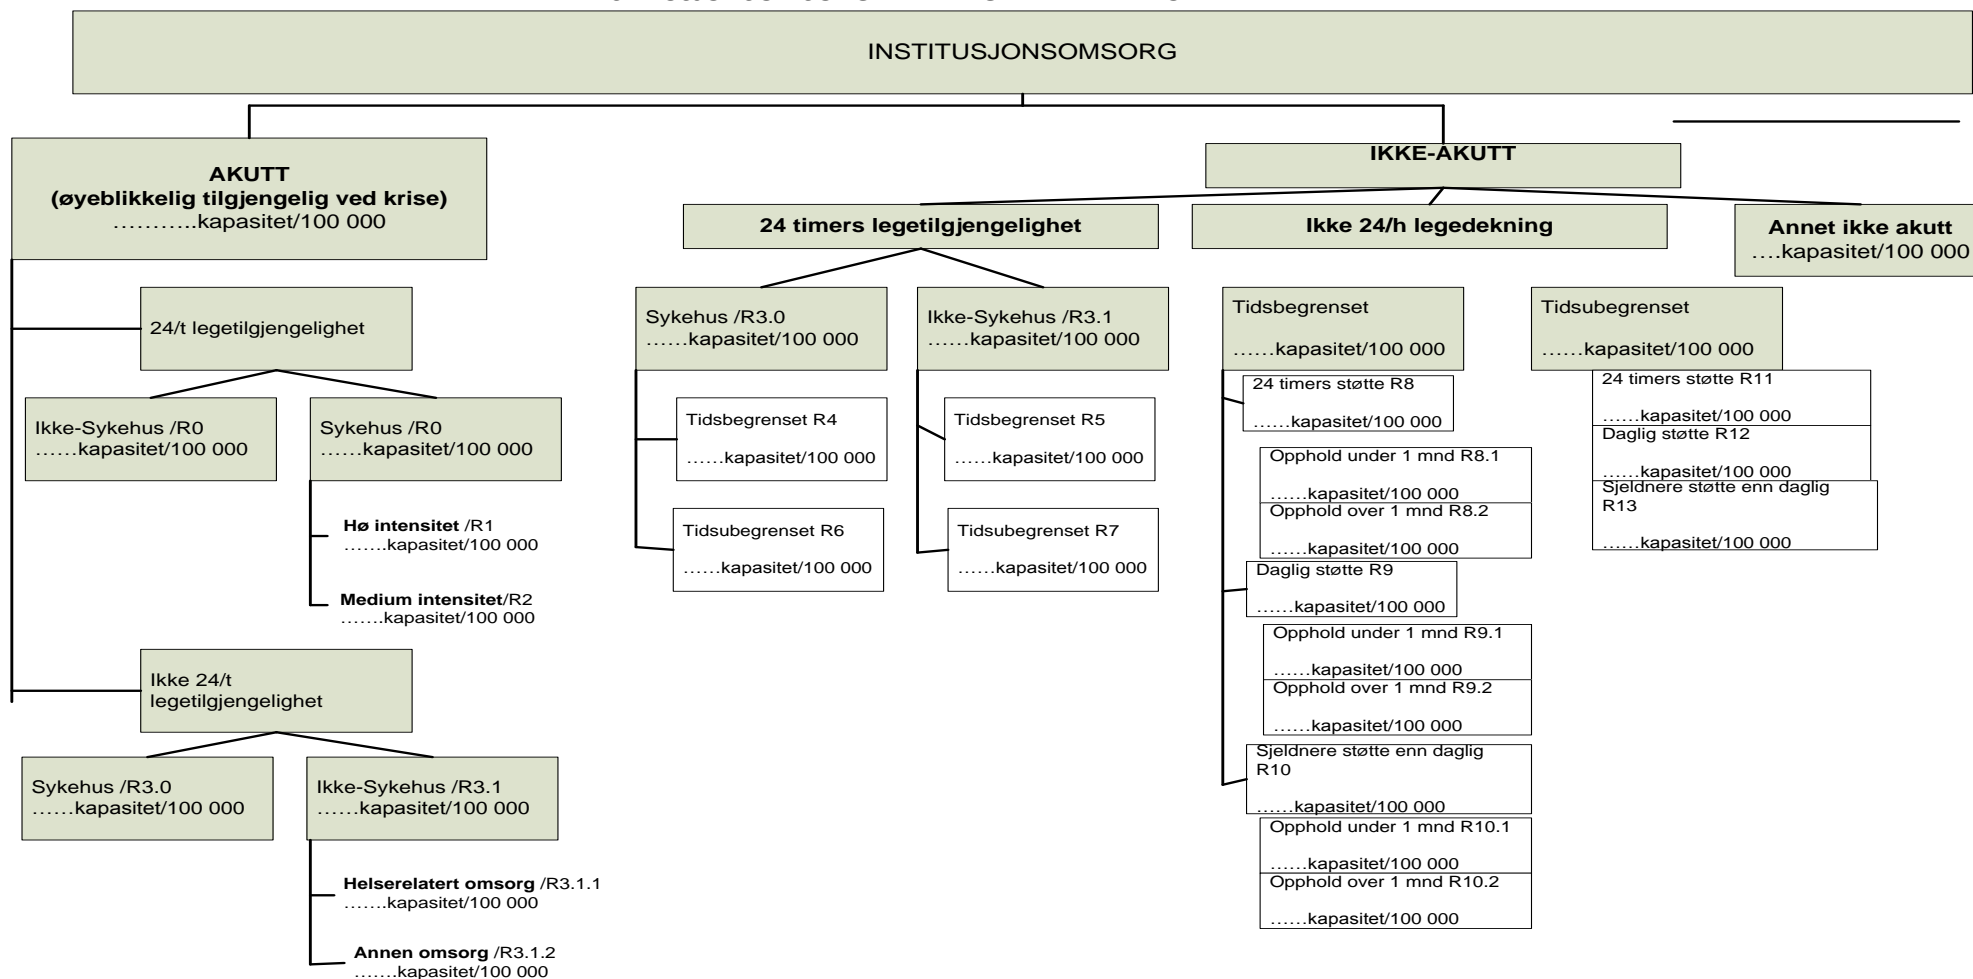 INSTITUSJONSOMSORG
AKUTT
(øyeblikkelig tilgjengelig ved krise)
………..kapasitet/100 000
24/t legetilgjengelighet
Ikke-Sykehus /R0
……kapasitet/100 000
Sykehus /R0
……kapasitet/100 000
Hø intensitet /R1
…….kapasitet/100 000
Medium intensitet/R2
…….kapasitet/100 000
Ikke 24/t
legetilgjengelighet
Sykehus /R3.0
……kapasitet/100 000
Ikke-Sykehus /R3.1
……kapasitet/100 000
Helserelatert omsorg /R3.1.1
…….kapasitet/100 000
Annen omsorg /R3.1.2
…….kapasitet/100 000
IKKE-AKUTT
24 timers legetilgjengelighet
Sykehus /R3.0
……kapasitet/100 000
Tidsbegrenset R4
……kapasitet/100 000
Tidsubegrenset R6
……kapasitet/100 000
Ikke-Sykehus /R3.1
……kapasitet/100 000
Tidsbegrenset R5
……kapasitet/100 000
Tidsubegrenset R7
……kapasitet/100 000
Ikke 24/h legedekning
Tidsbegrenset
……kapasitet/100 000
24 timers støtte R8
……kapasitet/100 000
Opphold under 1 mnd R8.1
……kapasitet/100 000
Opphold over 1 mnd R8.2
……kapasitet/100 000
Daglig støtte R9
……kapasitet/100 000
Opphold under 1 mnd R9.1
……kapasitet/100 000
Opphold over 1 mnd R9.2
……kapasitet/100 000
Sjeldnere støtte enn daglig
R10
……kapasitet/100 000
Opphold under 1 mnd R10.1
……kapasitet/100 000
Opphold over 1 mnd R10.2
……kapasitet/100 000
Tidsubegrenset
……kapasitet/100 000
24 timers støtte R11
……kapasitet/100 000
Daglig støtte R12
……kapasitet/100 000
Sjeldnere støtte enn daglig
R13
……kapasitet/100 000
Annet ikke akutt
….kapasitet/100 000